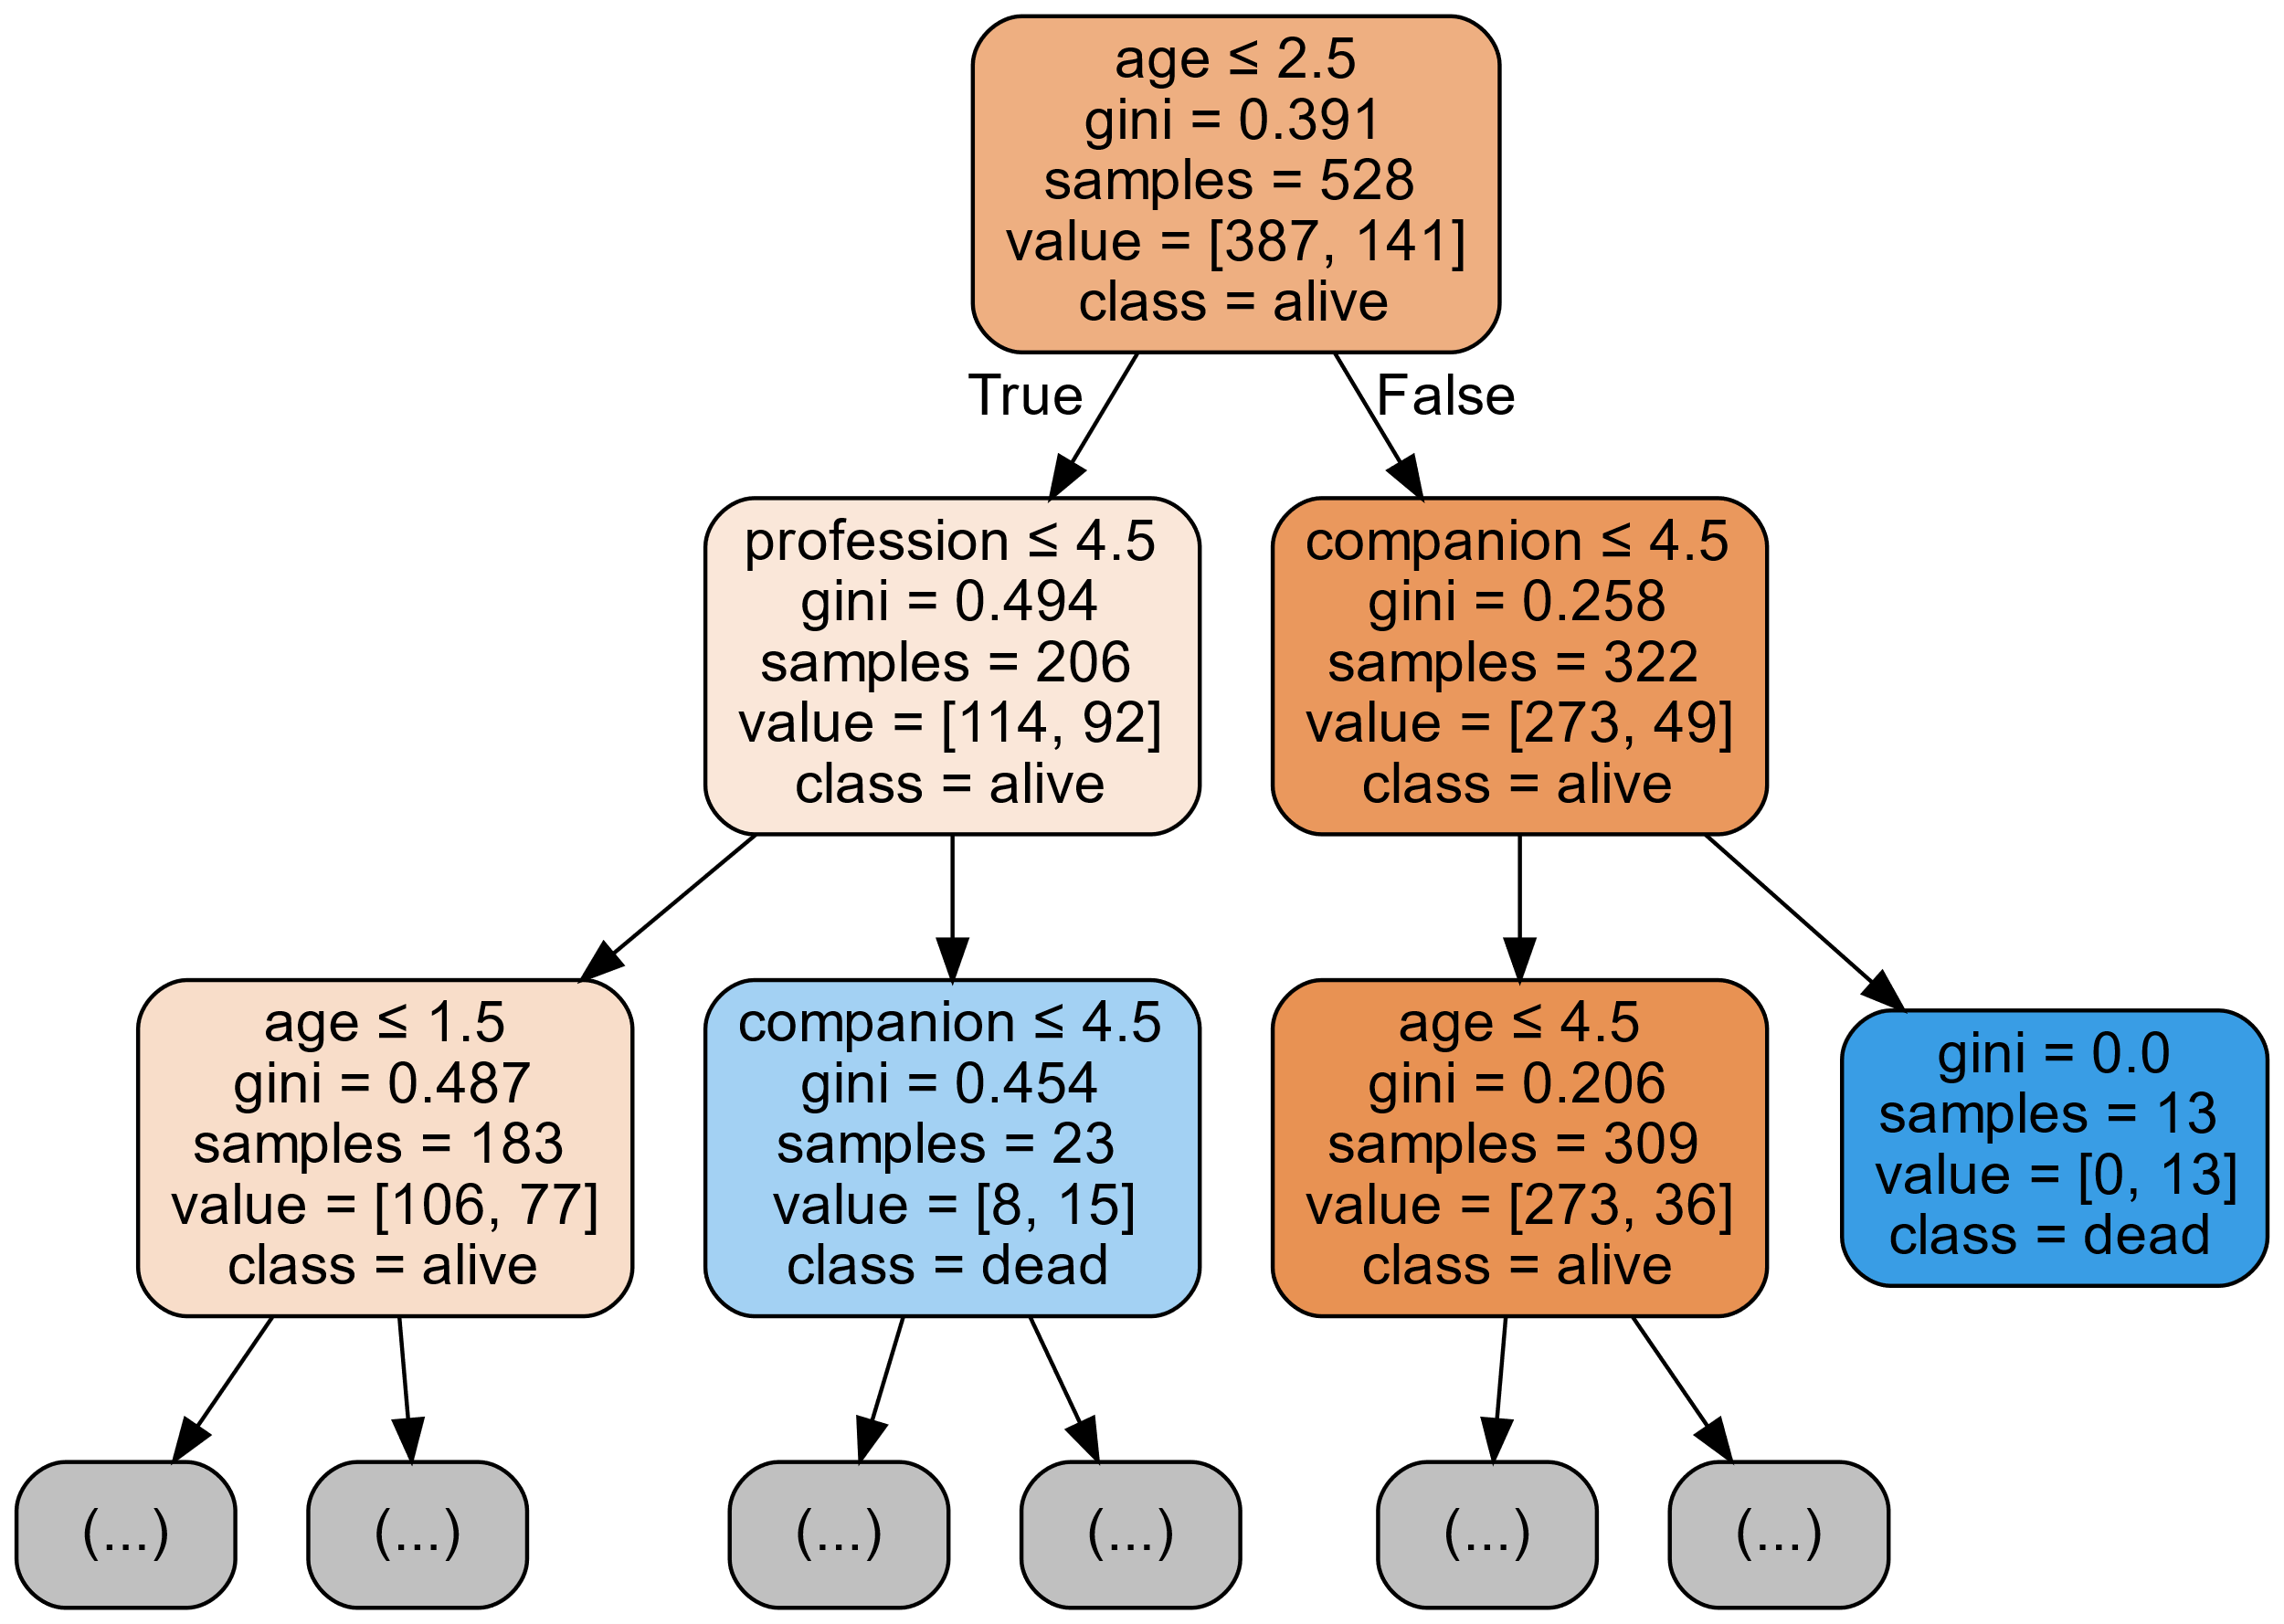 age ≤ 2.5
gini = 0.391
samples = 528
value = [387, 141]
class = alive
True
False
profession ≤ 4.5
gini = 0.494
samples = 206
value = [114, 92]
class = alive
companion ≤ 4.5
gini = 0.258
samples = 322
value = [273, 49]
class = alive
age ≤ 1.5
gini = 0.487
samples = 183
value = [106, 77]
class = alive
companion ≤ 4.5
gini = 0.454
samples = 23
value = [8, 15]
class = dead
age ≤ 4.5
gini = 0.206
samples = 309
value = [273, 36]
class = alive
gini = 0.0
samples = 13
value = [0, 13]
class = dead
(...)
(...)
(...)
(...)
(...)
(...)